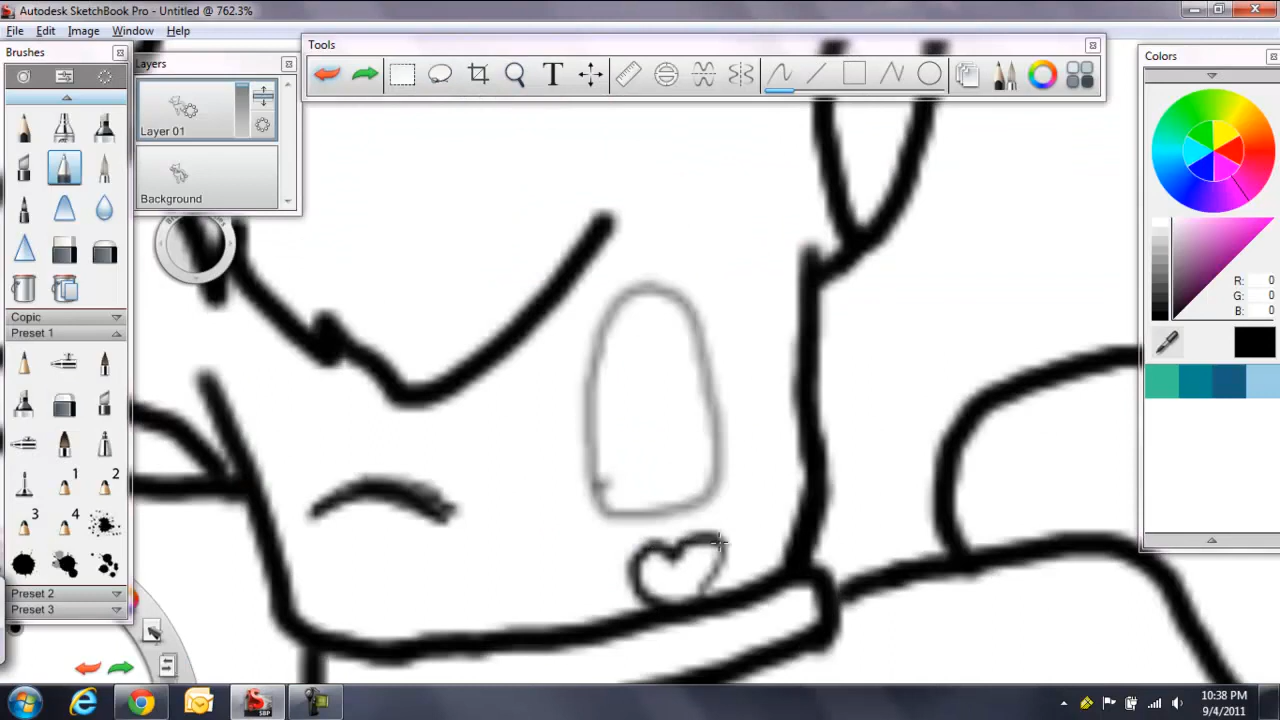 Autodesk SketchBook Pro - Untitled @ 762.3%
File Edit Image Window Help
Brushes
Layers
Tools
Colors
T
Layer 01
Background
R: 0
G: 0
B: 0
Copic
Preset 1
1 2
3 4
Preset 2
Preset 3
SBP
10:38 PM
9/4/2011